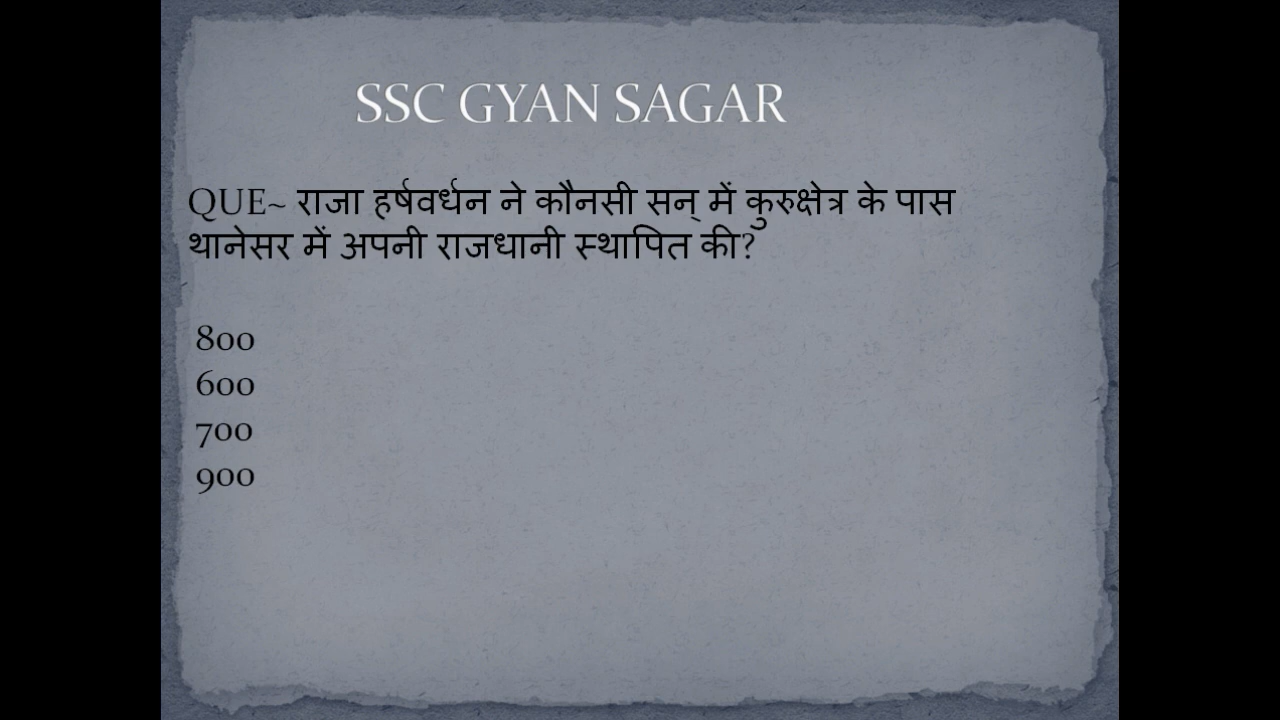 SSC GYAN SAGAR
QUE~ राजा हर्षवर्धन ने कौनसी सन् में कुरुक्षेत्र के पास
थानेसर में अपनी राजधानी स्थापित की?
800
600
700
900